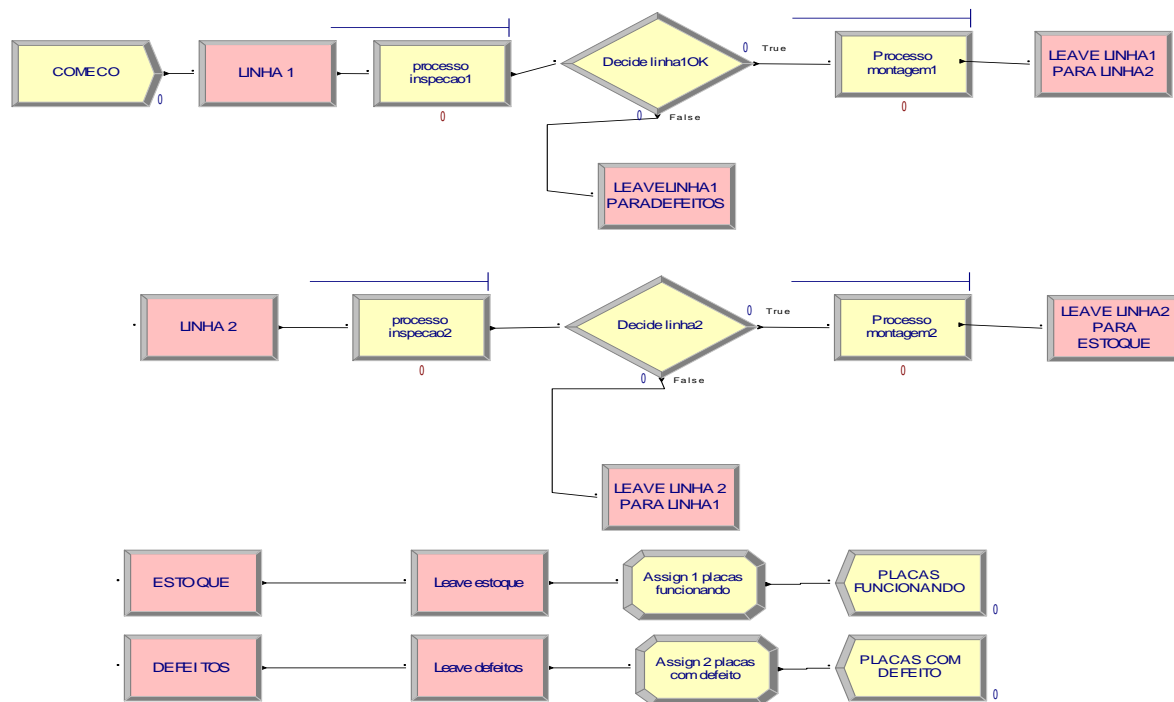 COMECO
0
LINHA 1
processo
inspecao1
0
Decide linha1OK
0
True
0
False
Processo
montagem1
0
LEAVE LINHA1
PARA LINHA2
LEAVELINHA1
PARADEFEITOS
LINHA 2
processo
inspecao2
0
Decide linha2
0
True
0
False
Processo
montagem2
0
LEAVE LINHA2
PARA
ESTOQUE
LEAVE LINHA 2
PARA LINHA1
ESTOQUE
Leave estoque
Assign 1 placas
funcionando
PLACAS
FUNCIONANDO
0
DEFEITOS
Leave defeitos
Assign 2 placas
com defeito
PLACAS COM
DEFEITO
0